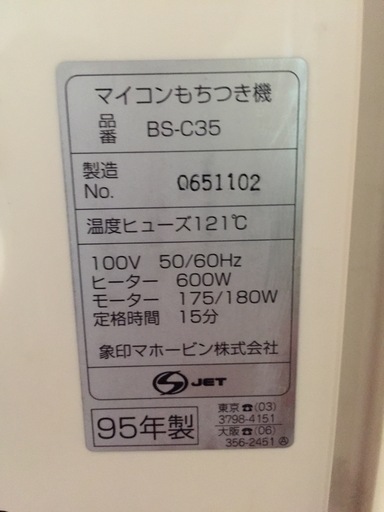 マイコンもちつき機
品番 BS-C35
製造No. 0651102
温度ヒューズ121℃
100V 50/60Hz
ヒーター 600W
モーター 175/180W
定格時間 15分
象印マホービン株式会社
JET
95年製
東京☎(03)
3798-4151
大阪☎(06)
356-2451 Ⓐ